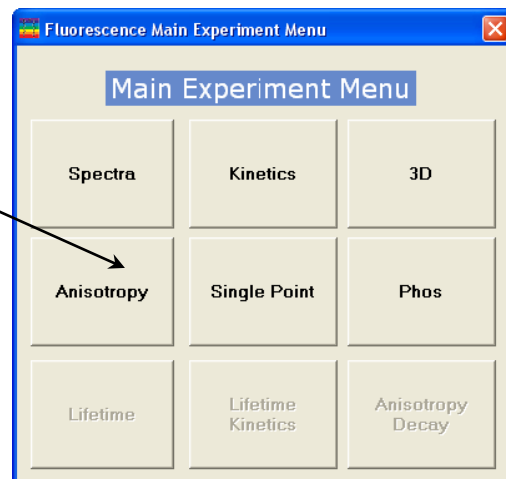 Fluorescence Main Experiment Menu
Main Experiment Menu
Spectra
Kinetics
3D
Anisotropy
Single Point
Phos
Lifetime
Lifetime
Kinetics
Anisotropy
Decay